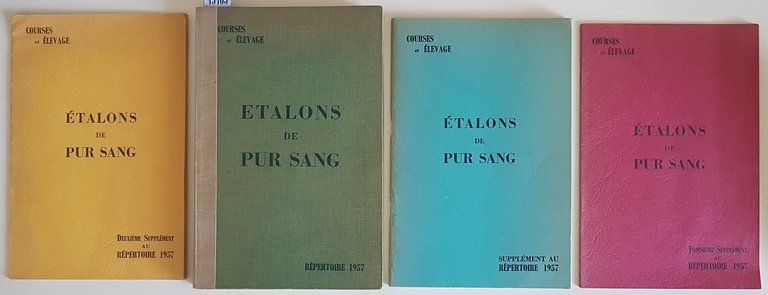 COURSES
et ÉLEVAGE
ÉTALONS
DE
PUR SANG
DEUXIÈME SUPPLÉMENT
AU
RÉPERTOIRE 1957
COURSES
et ÉLEVAGE
ETALONS
DE
PUR SANG
RÉPERTOIRE 1957
COURSES
et ÉLEVAGE
ÉTALONS
DE
PUR SANG
SUPPLÉMENT AU
RÉPERTOIRE 1957
COURSES
et ÉLEVAGE
ÉTALONS
DE
PUR SANG
TROISIÈME SUPPLÉMENT
AU
RÉPERTOIRE 1957